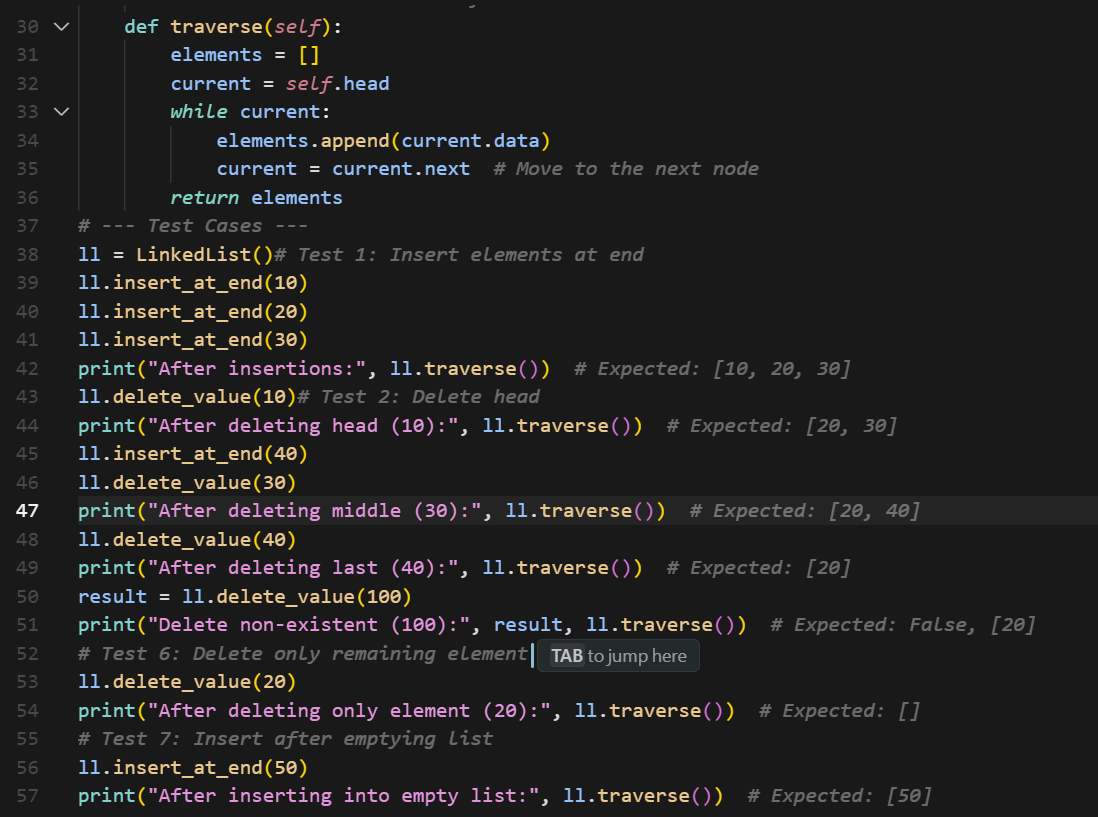 30 def traverse(self):
31 elements = []
32 current = self.head
33 while current:
34 elements.append(current.data)
35 current = current.next  # Move to the next node
36 return elements
37 # --- Test Cases ---
38 ll = LinkedList()# Test 1: Insert elements at end
39 ll.insert_at_end(10)
40 ll.insert_at_end(20)
41 ll.insert_at_end(30)
42 print("After insertions:", ll.traverse())  # Expected: [10, 20, 30]
43 ll.delete_value(10)# Test 2: Delete head
44 print("After deleting head (10):", ll.traverse())  # Expected: [20, 30]
45 ll.insert_at_end(40)
46 ll.delete_value(30)
47 print("After deleting middle (30):", ll.traverse())  # Expected: [20, 40]
48 ll.delete_value(40)
49 print("After deleting last (40):", ll.traverse())  # Expected: [20]
50 result = ll.delete_value(100)
51 print("Delete non-existent (100):", result, ll.traverse())  # Expected: False, [20]
52 # Test 6: Delete only remaining element TAB to jump here
53 ll.delete_value(20)
54 print("After deleting only element (20):", ll.traverse())  # Expected: []
55 # Test 7: Insert after emptying list
56 ll.insert_at_end(50)
57 print("After inserting into empty list:", ll.traverse())  # Expected: [50]